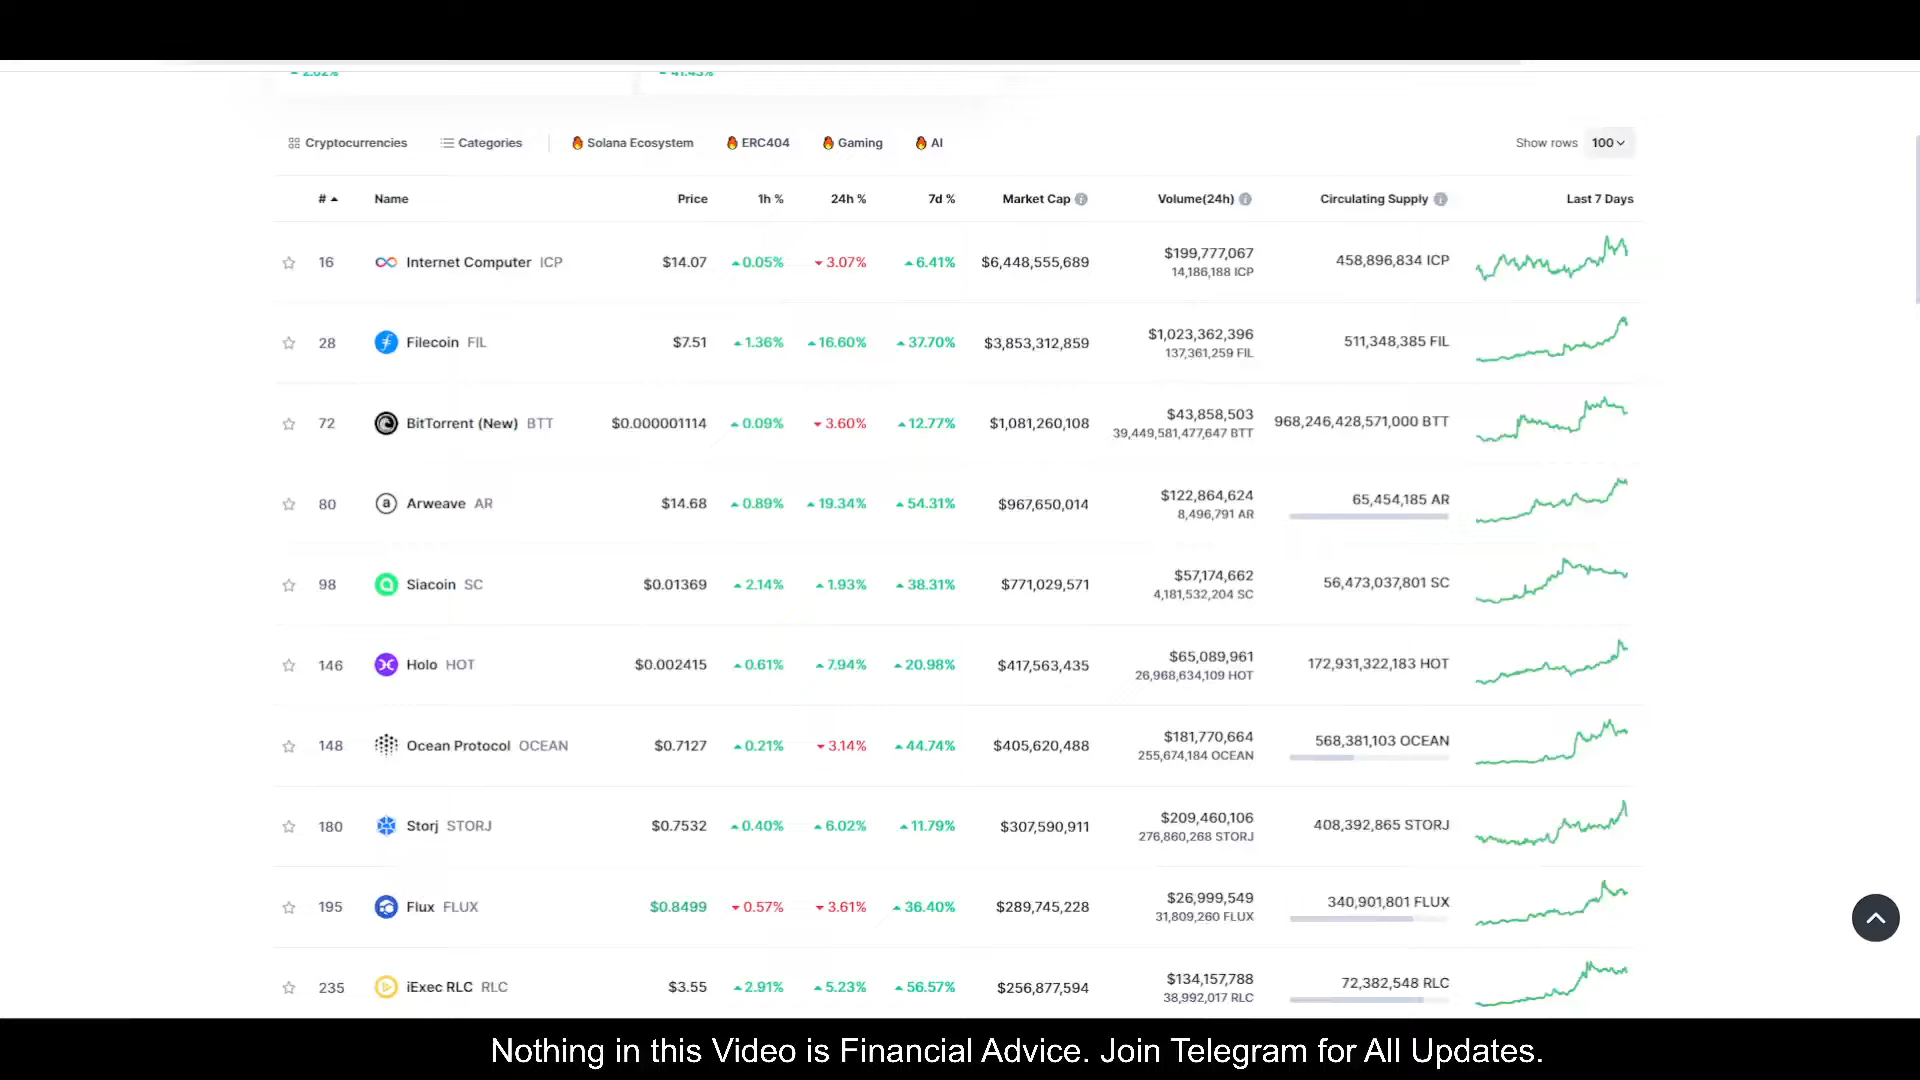 2.62% 41.43%
Cryptocurrencies Categories Solana Ecosystem ERC404 Gaming AI Show rows 100
# Name Price 1h % 24h % 7d % Market Cap Volume(24h) Circulating Supply Last 7 Days
16 Internet Computer ICP $14.07 0.05% 3.07% 6.41% $6,448,555,689 $199,777,067 458,896,834 ICP
14,186,188 ICP
28 Filecoin FIL $7.51 1.36% 16.60% 37.70% $3,853,312,859 $1,023,362,396 511,348,385 FIL
137,361,259 FIL
72 BitTorrent (New) BTT $0.000001114 0.09% 3.60% 12.77% $1,081,260,108 $43,858,503 968,246,428,571,000 BTT
39,449,581,477,647 BTT
80 Arweave AR $14.68 0.89% 19.34% 54.31% $967,650,014 $122,864,624 65,454,185 AR
8,496,791 AR
98 Siacoin SC $0.01369 2.14% 1.93% 38.31% $771,029,571 $57,174,662 56,473,037,801 SC
4,181,532,204 SC
146 Holo HOT $0.002415 0.61% 7.94% 20.98% $417,563,435 $65,089,961 172,931,322,183 HOT
26,968,634,109 HOT
148 Ocean Protocol OCEAN $0.7127 0.21% 3.14% 44.74% $405,620,488 $181,770,664 568,381,103 OCEAN
255,674,184 OCEAN
180 Storj STORJ $0.7532 0.40% 6.02% 11.79% $307,590,911 $209,460,106 408,392,865 STORJ
276,860,268 STORJ
195 Flux FLUX $0.8499 0.57% 3.61% 36.40% $289,745,228 $26,999,549 340,901,801 FLUX
31,809,260 FLUX
235 iExec RLC RLC $3.55 2.91% 5.23% 56.57% $256,877,594 $134,157,788 72,382,548 RLC
38,992,017 RLC
Nothing in this Video is Financial Advice. Join Telegram for All Updates.